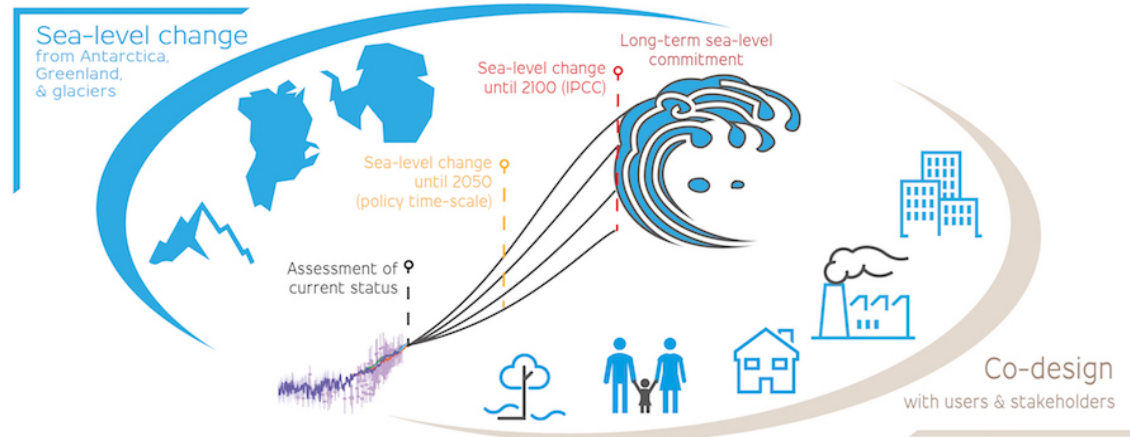 Sea-level change
from Antarctica,
Greenland,
& glaciers
Long-term sea-level
commitment
Sea-level change
until 2100 (IPCC)
Sea-level change
until 2050
(policy time-scale)
Assessment of
current status
Co-design
with users & stakeholders